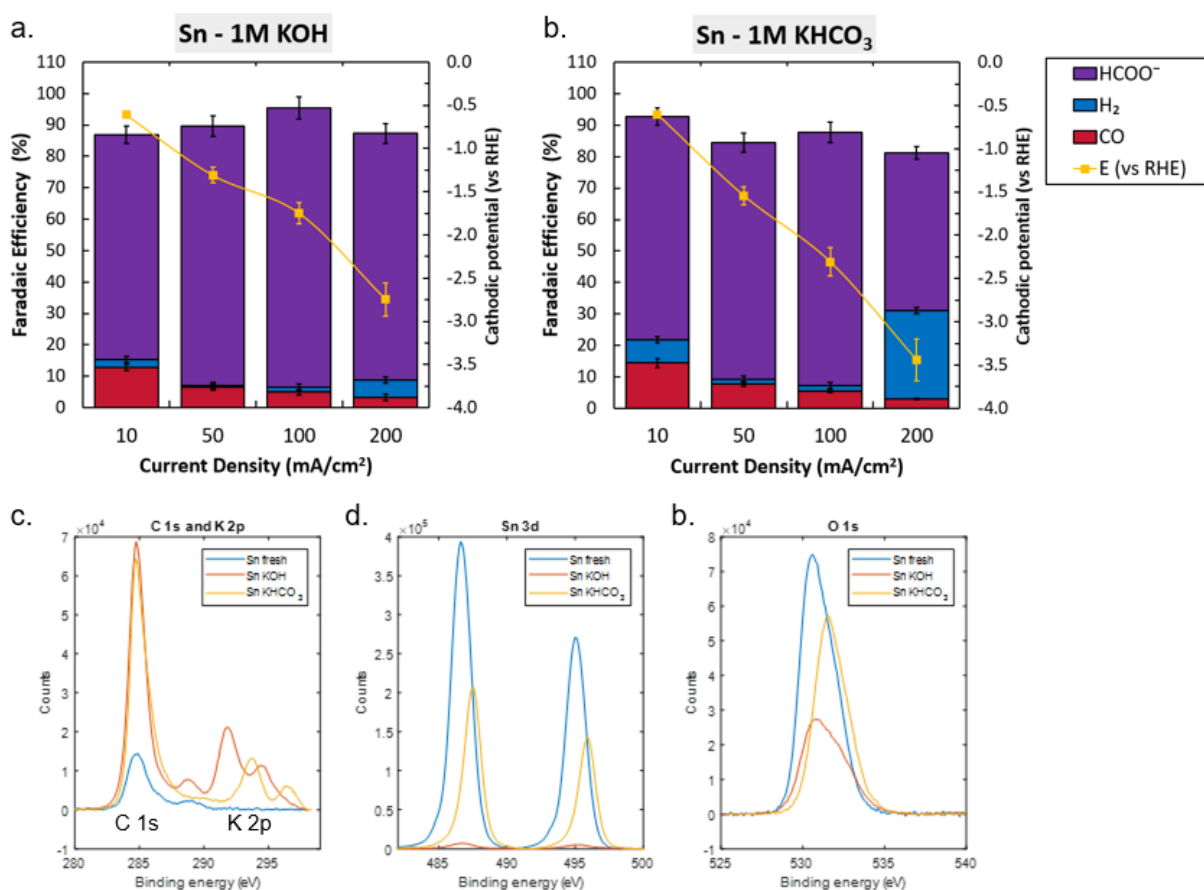 a.
Sn - 1M KOH
110
100
90
80
70
60
50
40
30
20
10
0
Faradaic Efficiency (%)
0.0
-0.5
-1.0
-1.5
-2.0
-2.5
-3.0
-3.5
-4.0
Cathodic potential (vs RHE)
10 50 100 200
Current Density (mA/cm²)
b.
Sn - 1M KHCO₃
110
100
90
80
70
60
50
40
30
20
10
0
Faradaic Efficiency (%)
0.0
-0.5
-1.0
-1.5
-2.0
-2.5
-3.0
-3.5
-4.0
Cathodic potential (vs RHE)
10 50 100 200
Current Density (mA/cm²)
HCOO⁻
H₂
CO
E (vs RHE)
c.
C 1s and K 2p
×10⁴
7
6
5
4
3
2
1
0
-1
Counts
Sn fresh
Sn KOH
Sn KHCO₃
C 1s K 2p
280 285 290 295
Binding energy (eV)
d.
Sn 3d
×10⁵
4
3.5
3
2.5
2
1.5
1
0.5
0
Counts
Sn fresh
Sn KOH
Sn KHCO₃
485 490 495 500
Binding energy (eV)
b.
O 1s
×10⁴
8
7
6
5
4
3
2
1
0
-1
Counts
Sn fresh
Sn KOH
Sn KHCO₃
525 530 535 540
Binding energy (eV)